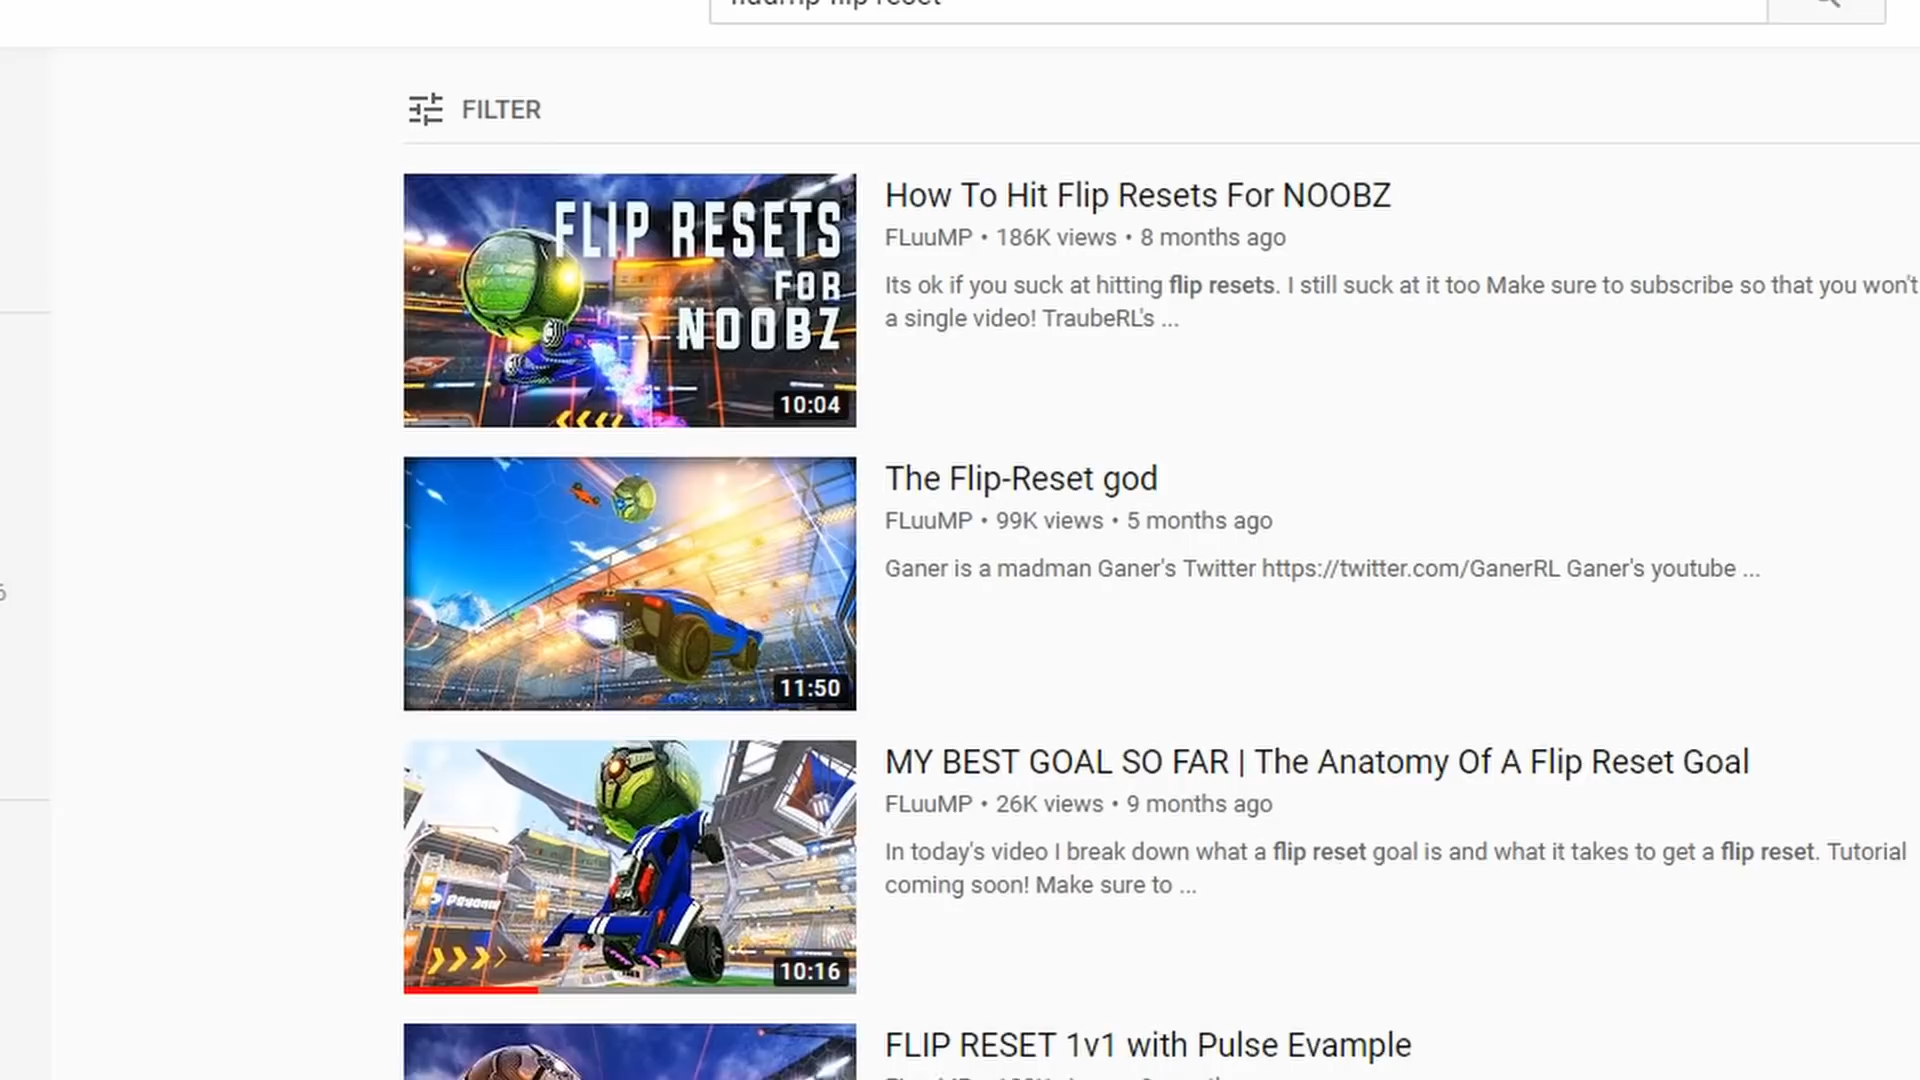 flip reset
FILTER
FLIP RESETS
FOR
NOOBZ
10:04
How To Hit Flip Resets For NOOBZ
FLuuMP • 186K views • 8 months ago
Its ok if you suck at hitting flip resets. I still suck at it too Make sure to subscribe so that you won't
a single video! TraubeRL's ...
11:50
The Flip-Reset god
FLuuMP • 99K views • 5 months ago
Ganer is a madman Ganer's Twitter https://twitter.com/GanerRL Ganer's youtube ...
Psyonix
10:16
MY BEST GOAL SO FAR | The Anatomy Of A Flip Reset Goal
FLuuMP • 26K views • 9 months ago
In today's video I break down what a flip reset goal is and what it takes to get a flip reset. Tutorial
coming soon! Make sure to ...
FLIP RESET 1v1 with Pulse Evample
6